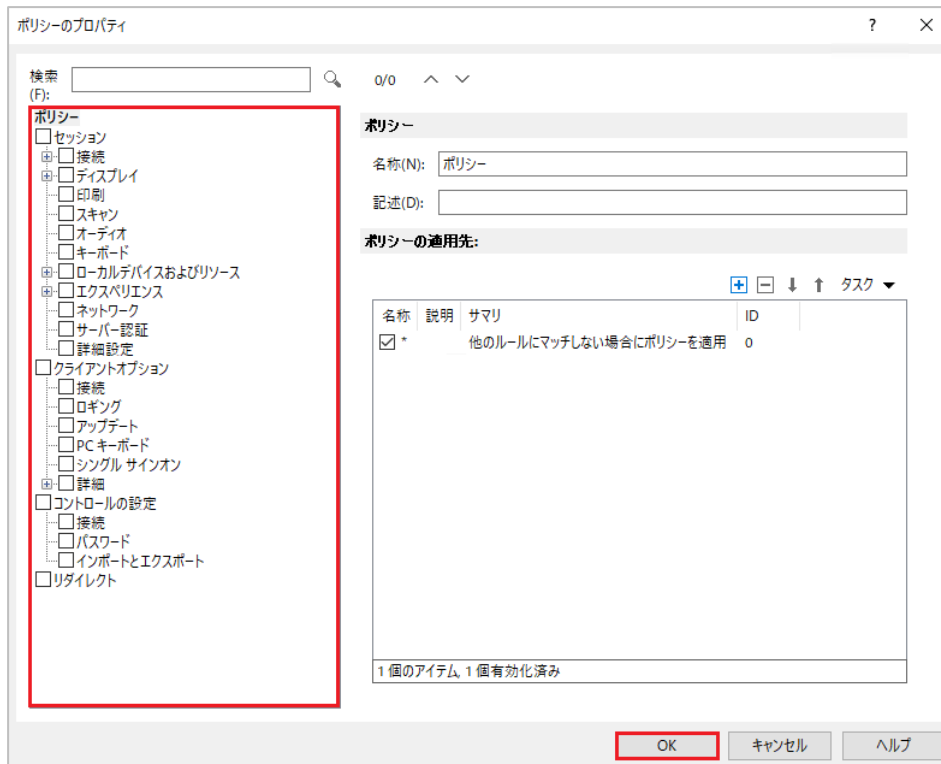 ポリシーのプロパティ
?
検索
(F):
0/0
ポリシー
セッション
接続
ディスプレイ
印刷
スキャン
オーディオ
キーボード
ローカルデバイスおよびリソース
エクスペリエンス
ネットワーク
サーバー認証
詳細設定
クライアントオプション
接続
ロギング
アップデート
PC キーボード
シングル サインオン
詳細
コントロールの設定
接続
パスワード
インポートとエクスポート
リダイレクト
ポリシー
名称(N): ポリシー
記述(D):
ポリシーの適用先:
タスク
名称 説明 サマリ ID
* 他のルールにマッチしない場合にポリシーを適用 0
1 個のアイテム, 1 個有効化済み
OK キャンセル ヘルプ